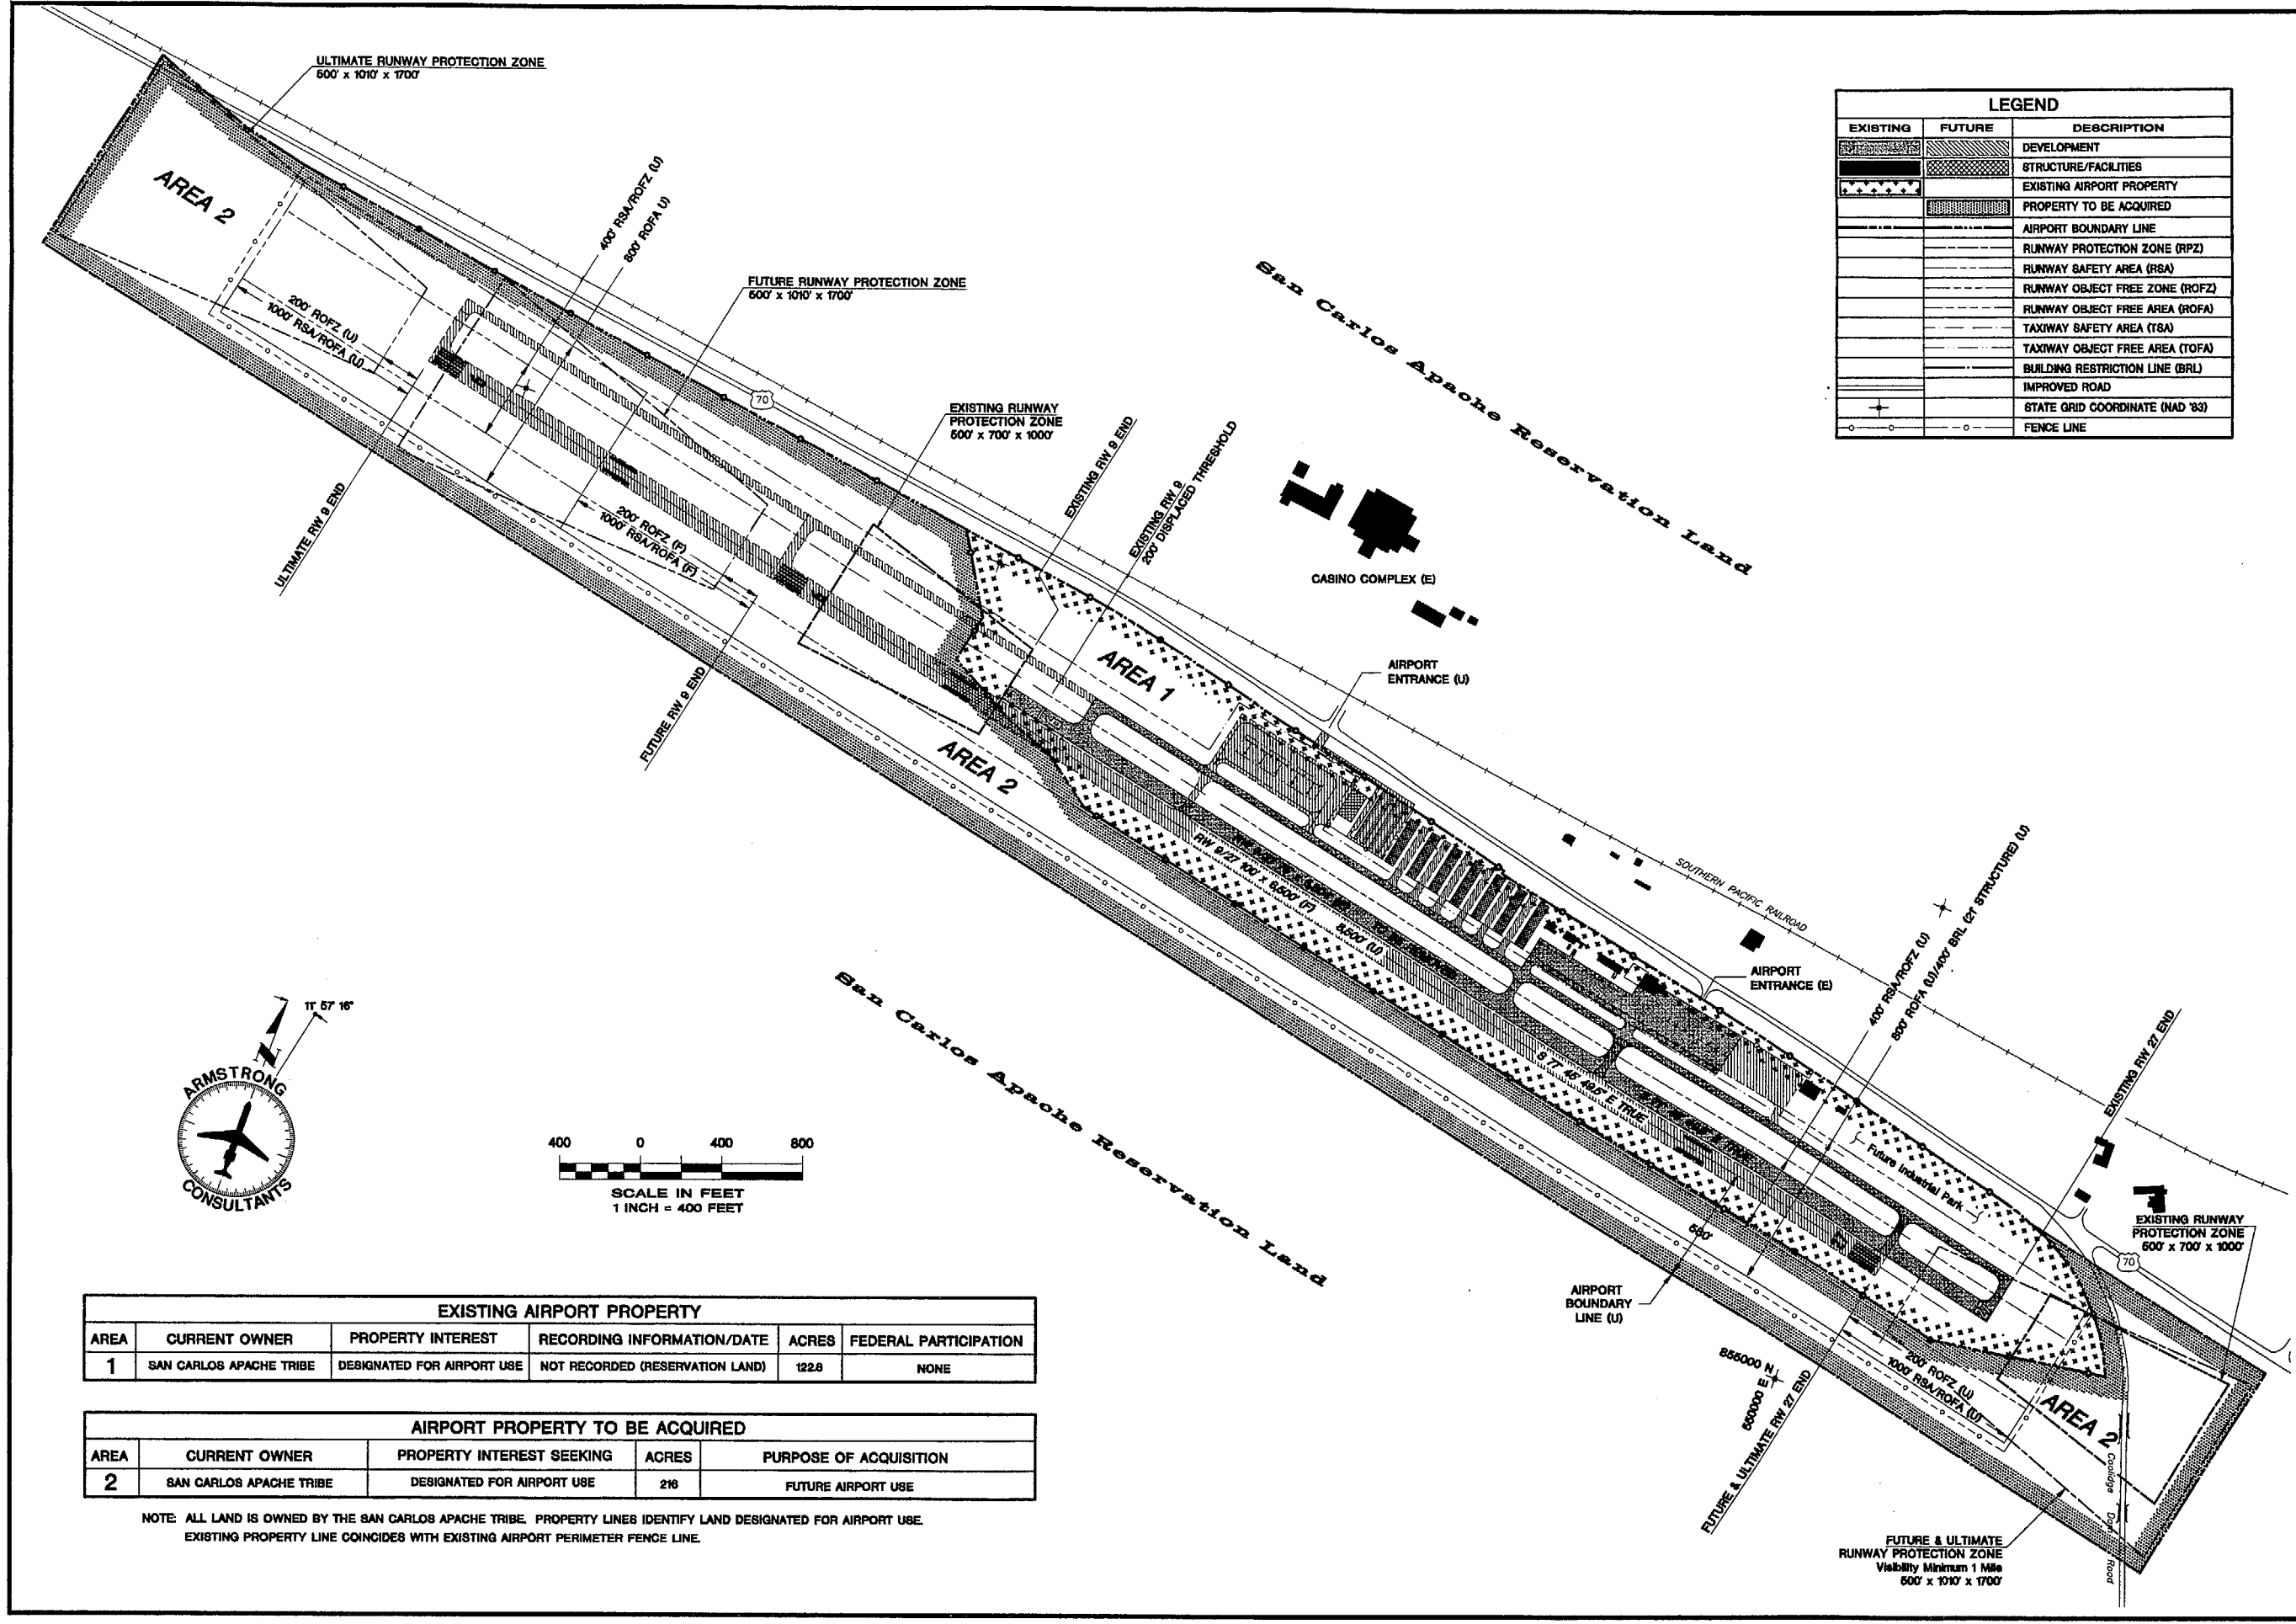 ULTIMATE RUNWAY PROTECTION ZONE
500' x 1010' x 1700'
AREA 2
400' RSA/ROFZ (U)
800' ROFA U)
FUTURE RUNWAY PROTECTION ZONE
500' x 1010' x 1700'
200' ROFZ (U)
1000' RSA/ROFA (U)
70
EXISTING RUNWAY
PROTECTION ZONE
500' x 700' x 1000'
EXISTING RW 9 END
EXISTING RW 9
200' DISPLACED THRESHOLD
ULTIMATE RW 9 END
200' ROFZ (F)
1000' RSA/ROFA (F)
FUTURE RW 9 END
San Carlos Apache Reservation Land
CASINO COMPLEX (E)
AREA 1
AIRPORT
ENTRANCE (U)
AREA 2
LEGEND
EXISTING FUTURE DESCRIPTION
DEVELOPMENT
STRUCTURE/FACILITIES
EXISTING AIRPORT PROPERTY
PROPERTY TO BE ACQUIRED
AIRPORT BOUNDARY LINE
RUNWAY PROTECTION ZONE (RPZ)
RUNWAY SAFETY AREA (RSA)
RUNWAY OBJECT FREE ZONE (ROFZ)
RUNWAY OBJECT FREE AREA (ROFA)
TAXIWAY SAFETY AREA (TSA)
TAXIWAY OBJECT FREE AREA (TOFA)
BUILDING RESTRICTION LINE (BRL)
IMPROVED ROAD
STATE GRID COORDINATE (NAD '83)
FENCE LINE
RW 9/27 100' x 6,500' (F)
8,500' (U)
TO BE REMOVED
S 77° 45' 49.5" E TRUE
SOUTHERN PACIFIC RAILROAD
AIRPORT
ENTRANCE (E)
400' RSA/ROFZ (U)
800' ROFA (U)/400' BRL (21' STRUCTURE) (U)
EXISTING RW 27 END
Future Industrial Park
EXISTING RUNWAY
PROTECTION ZONE
500' x 700' x 1000'
70
San Carlos Apache Reservation Land
11° 57' 16"
N
ARMSTRONG
CONSULTANTS
400 0 400 800
SCALE IN FEET
1 INCH = 400 FEET
AIRPORT
BOUNDARY
LINE (U)
855000 N
550000 E
FUTURE & ULTIMATE RW 27 END
200' ROFZ (U)
1000' RSA/ROFA (U)
AREA 2
Coolidge Dam Road
FUTURE & ULTIMATE
RUNWAY PROTECTION ZONE
Visibility Minimum 1 Mile
500' x 1010' x 1700'
EXISTING AIRPORT PROPERTY
AREA CURRENT OWNER PROPERTY INTEREST RECORDING INFORMATION/DATE ACRES FEDERAL PARTICIPATION
1 SAN CARLOS APACHE TRIBE DESIGNATED FOR AIRPORT USE NOT RECORDED (RESERVATION LAND) 122.8 NONE
AIRPORT PROPERTY TO BE ACQUIRED
AREA CURRENT OWNER PROPERTY INTEREST SEEKING ACRES PURPOSE OF ACQUISITION
2 SAN CARLOS APACHE TRIBE DESIGNATED FOR AIRPORT USE 216 FUTURE AIRPORT USE
NOTE: ALL LAND IS OWNED BY THE SAN CARLOS APACHE TRIBE. PROPERTY LINES IDENTIFY LAND DESIGNATED FOR AIRPORT USE.
EXISTING PROPERTY LINE COINCIDES WITH EXISTING AIRPORT PERIMETER FENCE LINE.